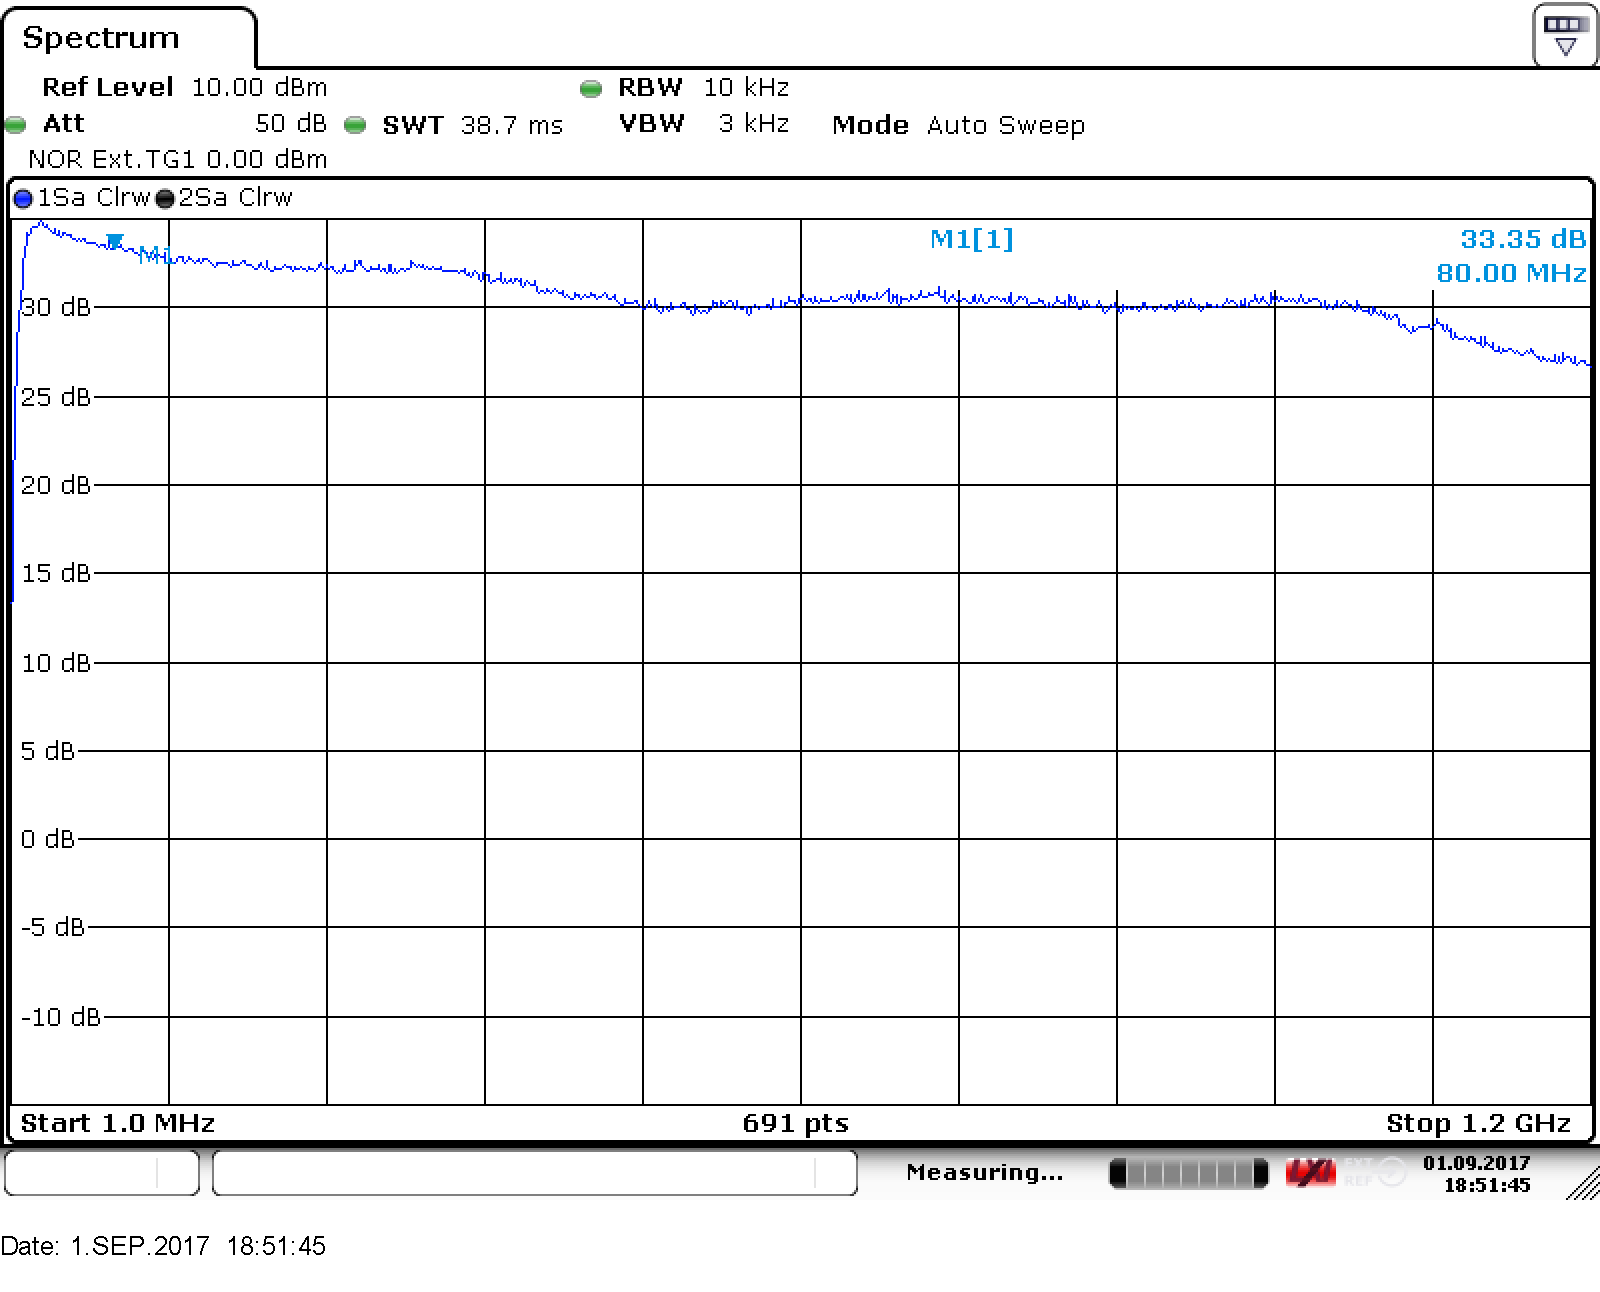 Spectrum
Ref Level 10.00 dBm RBW 10 kHz
Att 50 dB SWT 38.7 ms VBW 3 kHz Mode Auto Sweep
NOR Ext.TG1 0.00 dBm
1Sa Clrw 2Sa Clrw
M1 M1[1] 33.35 dB
80.00 MHz
30 dB
25 dB
20 dB
15 dB
10 dB
5 dB
0 dB
-5 dB
-10 dB
Start 1.0 MHz 691 pts Stop 1.2 GHz
Measuring... LXI EXT REF 01.09.2017
18:51:45
Date: 1.SEP.2017 18:51:45